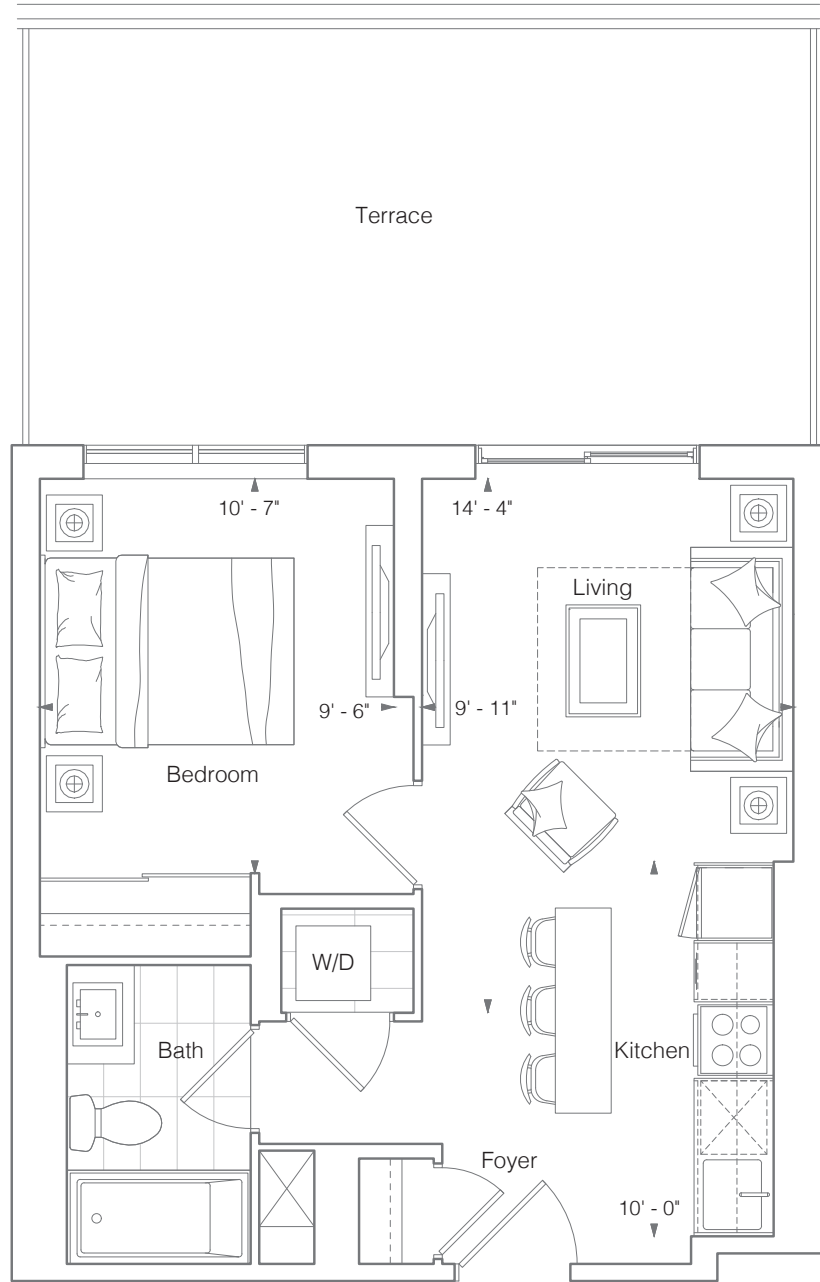 Terrace
10' - 7"
14' - 4"
Living
9' - 6"
9' - 11"
Bedroom
W/D
Bath
Kitchen
Foyer
10' - 0"